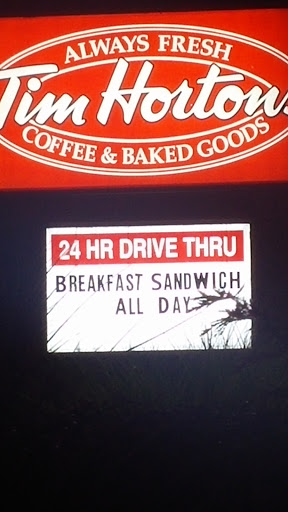 ALWAYS FRESH
Tim Hortons
COFFEE & BAKED GOODS
24 HR DRIVE THRU
BREAKFAST SANDWICH
ALL DAY